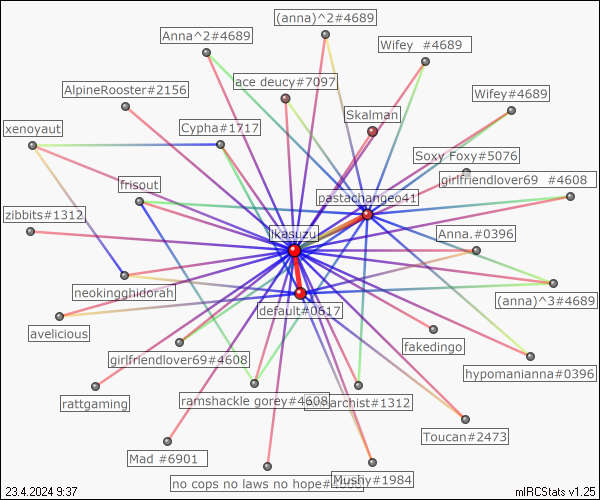 (anna)^2#4689
Anna^2#4689
Wifey #4689
ace deucy#7097
AlpineRooster#2156
Wifey#4689
Skalman
xenoyaut
Cypha#1717
Soxy Foxy#5076
girlfriendlover69 #4608
frisout
pastachangeo41
zibbits#1312
jikasuzu
Anna.#0396
neokingghidorah
(anna)^3#4689
default#0617
avelicious
fakedingo
girlfriendlover69#4608
hypomanianna#0396
rattgaming
ramshackle gorey#4608
archist#1312
Toucan#2473
Mad #6901
no cops no laws no hope#
Mushy#1984
23.4.2024 9:37
mIRCStats v1.25